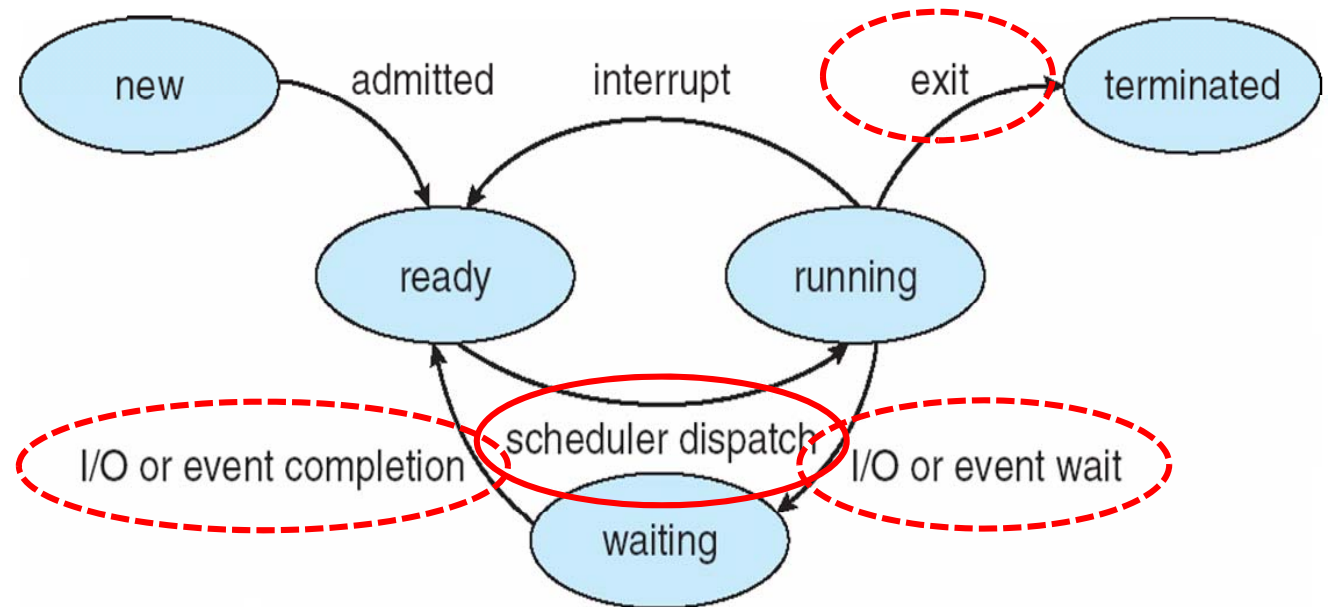 new
admitted
interrupt
exit
terminated
ready
running
scheduler dispatch
I/O or event completion
I/O or event wait
waiting